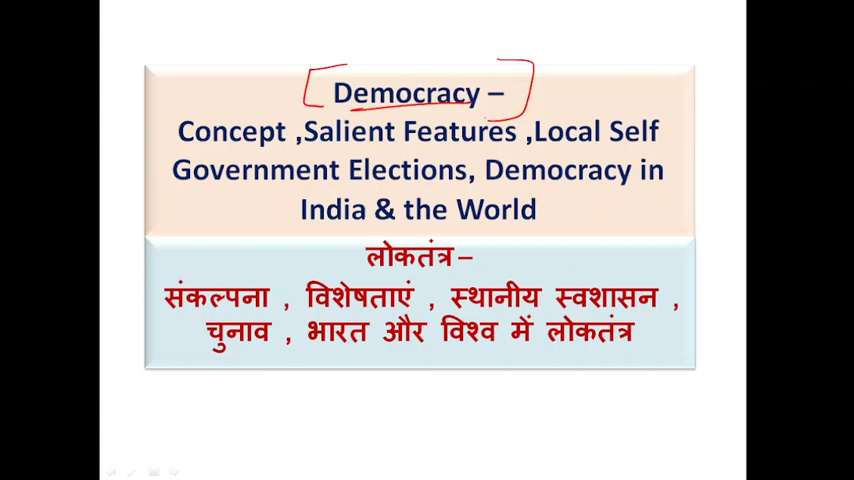 Democracy –
Concept ,Salient Features ,Local Self
Government Elections, Democracy in
India & the World
लोकतंत्र –
संकल्पना , विशेषताएं , स्थानीय स्वशासन ,
चुनाव , भारत और विश्व में लोकतंत्र